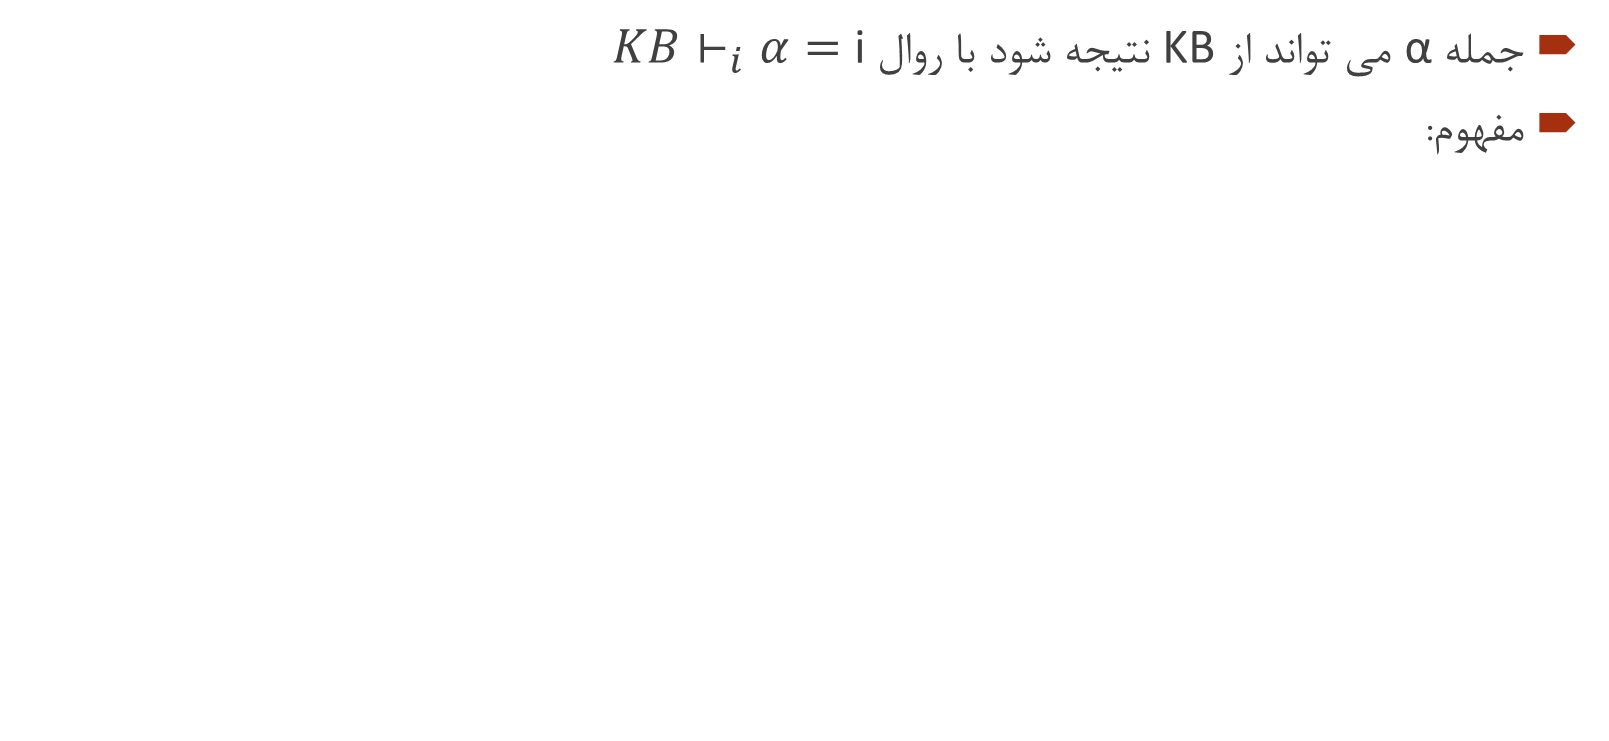 جمله α می تواند از KB نتیجه شود با روال i = 𝐾𝐵 ⊢ᵢ 𝛼
مفهوم: